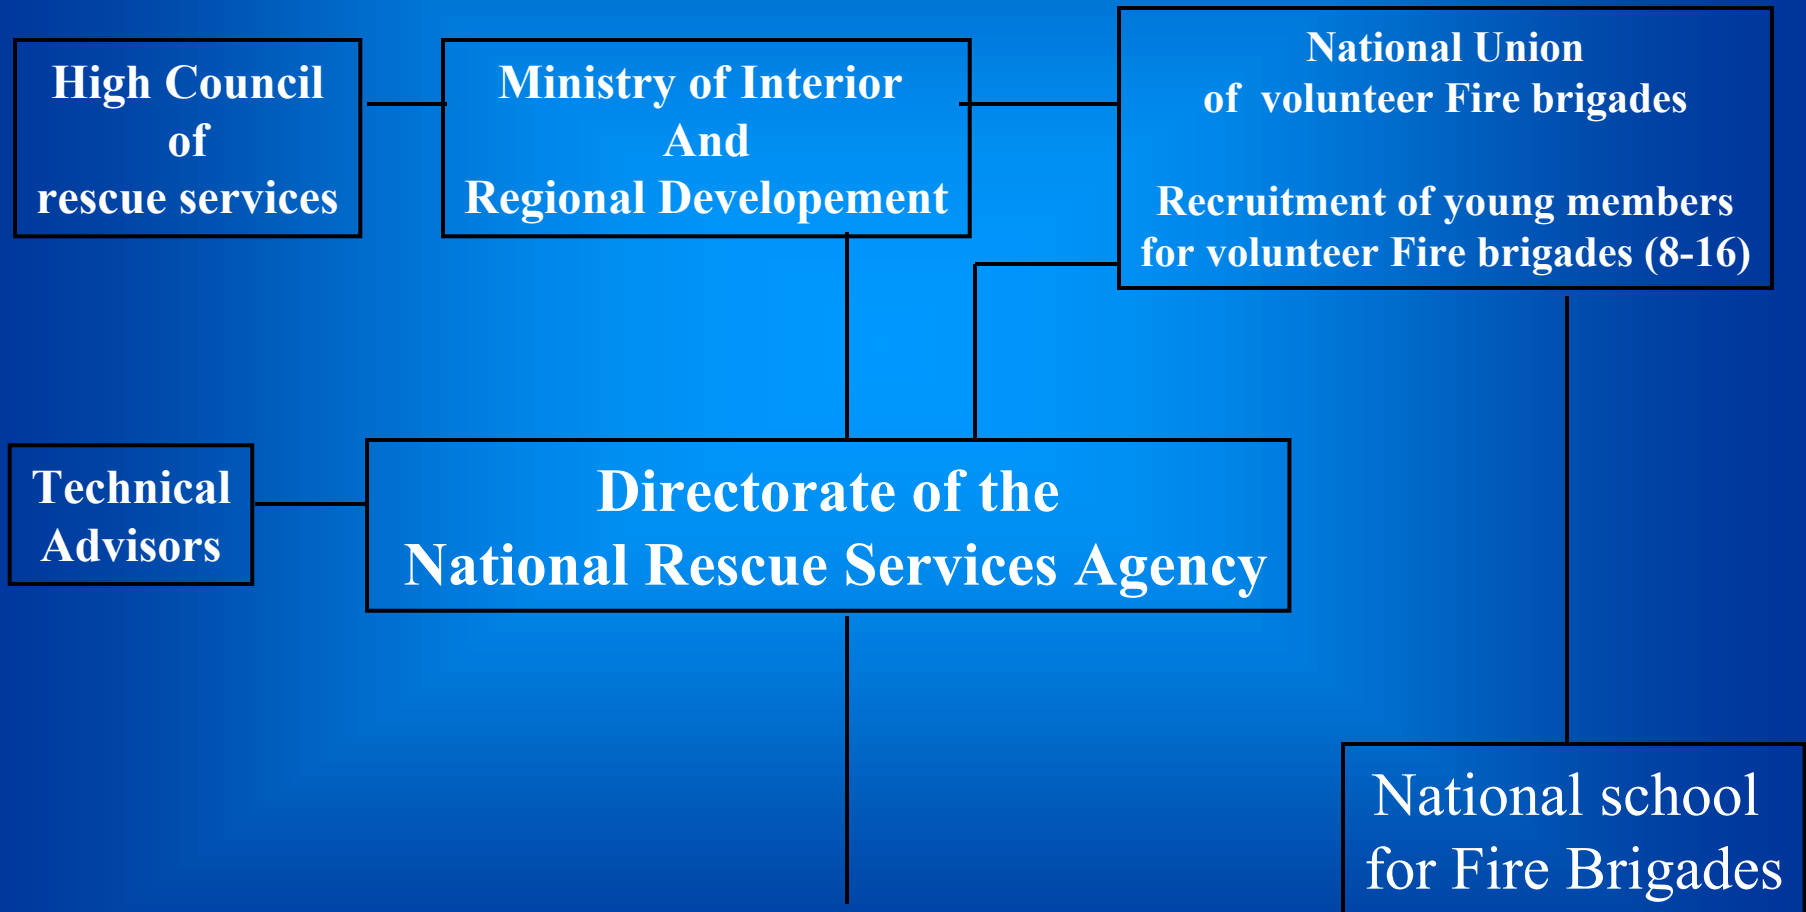 High Council
of
rescue services
Ministry of Interior
And
Regional Developement
National Union
of volunteer Fire brigades
Recruitment of young members
for volunteer Fire brigades (8-16)
Technical
Advisors
Directorate of the
National Rescue Services Agency
National school
for Fire Brigades